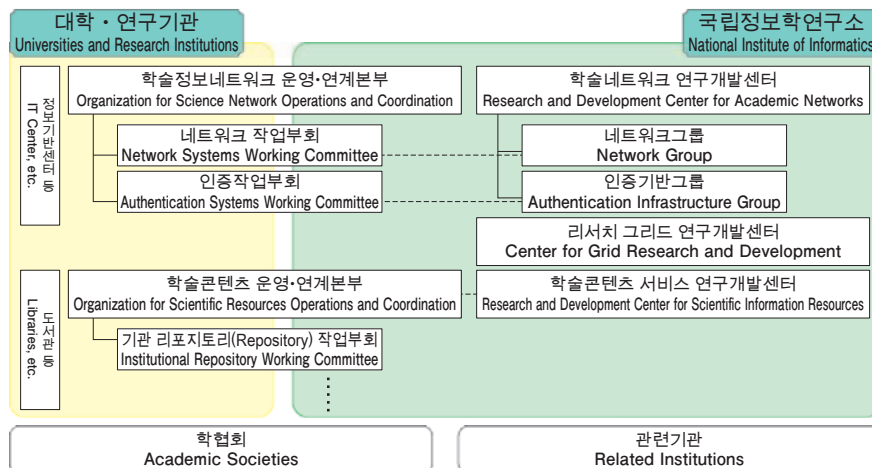 대학・연구기관
Universities and Research Institutions
국립정보학연구소
National Institute of Informatics
정보기반센터 등
IT Center, etc.
학술정보네트워크 운영·연계본부
Organization for Science Network Operations and Coordination
네트워크 작업부회
Network Systems Working Committee
인증작업부회
Authentication Systems Working Committee
학술네트워크 연구개발센터
Research and Development Center for Academic Networks
네트워크그룹
Network Group
인증기반그룹
Authentication Infrastructure Group
리서치 그리드 연구개발센터
Center for Grid Research and Development
도서관 등
Libraries, etc.
학술콘텐츠 운영·연계본부
Organization for Scientific Resources Operations and Coordination
기관 리포지토리(Repository) 작업부회
Institutional Repository Working Committee
학술콘텐츠 서비스 연구개발센터
Research and Development Center for Scientific Information Resources
학협회
Academic Societies
관련기관
Related Institutions